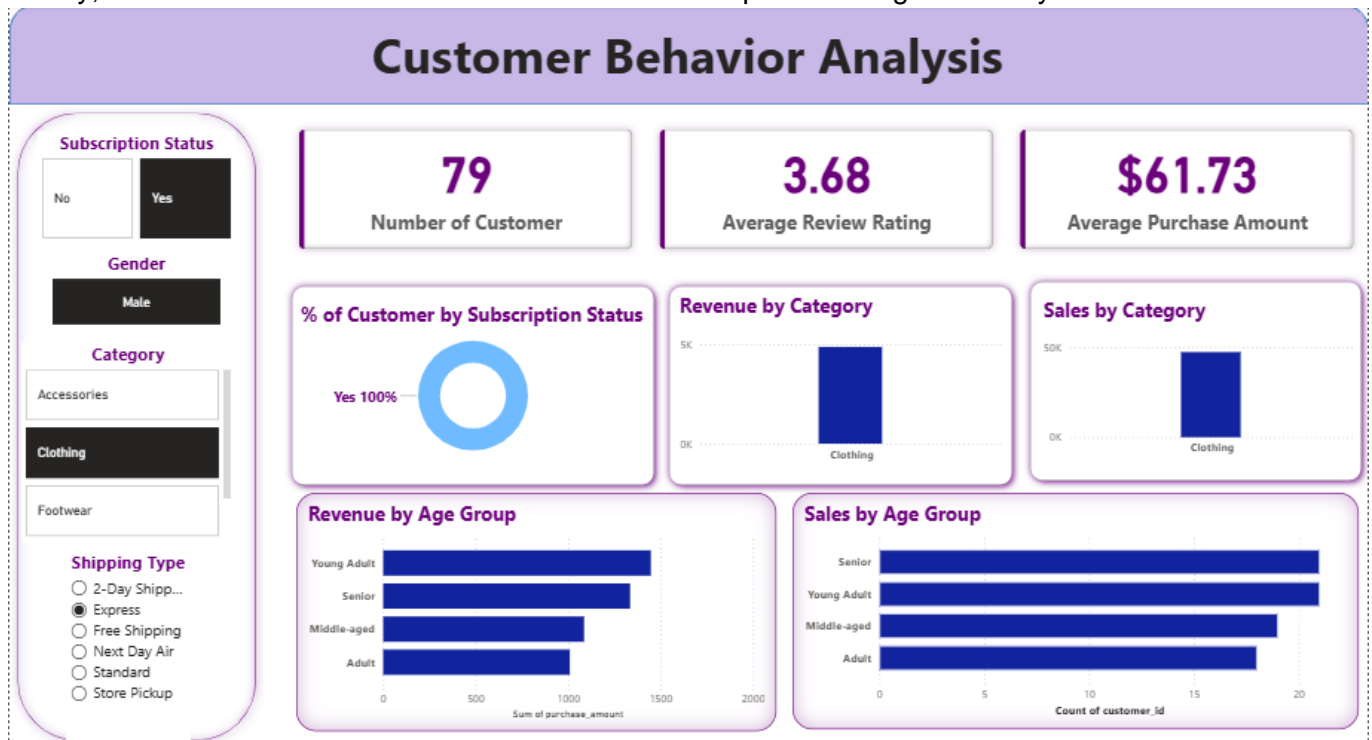 Customer Behavior Analysis
Subscription Status
No
Yes
Gender
Male
Category
Accessories
Clothing
Footwear
Shipping Type
2-Day Shipp...
Express
Free Shipping
Next Day Air
Standard
Store Pickup
79
Number of Customer
3.68
Average Review Rating
$61.73
Average Purchase Amount
% of Customer by Subscription Status
Yes 100%
Revenue by Category
5K
0K
Clothing
Sales by Category
50K
0K
Clothing
Revenue by Age Group
Young Adult
Senior
Middle-aged
Adult
0 500 1000 1500 2000
Sum of purchase_amount
Sales by Age Group
Senior
Young Adult
Middle-aged
Adult
0 5 10 15 20
Count of customer_id